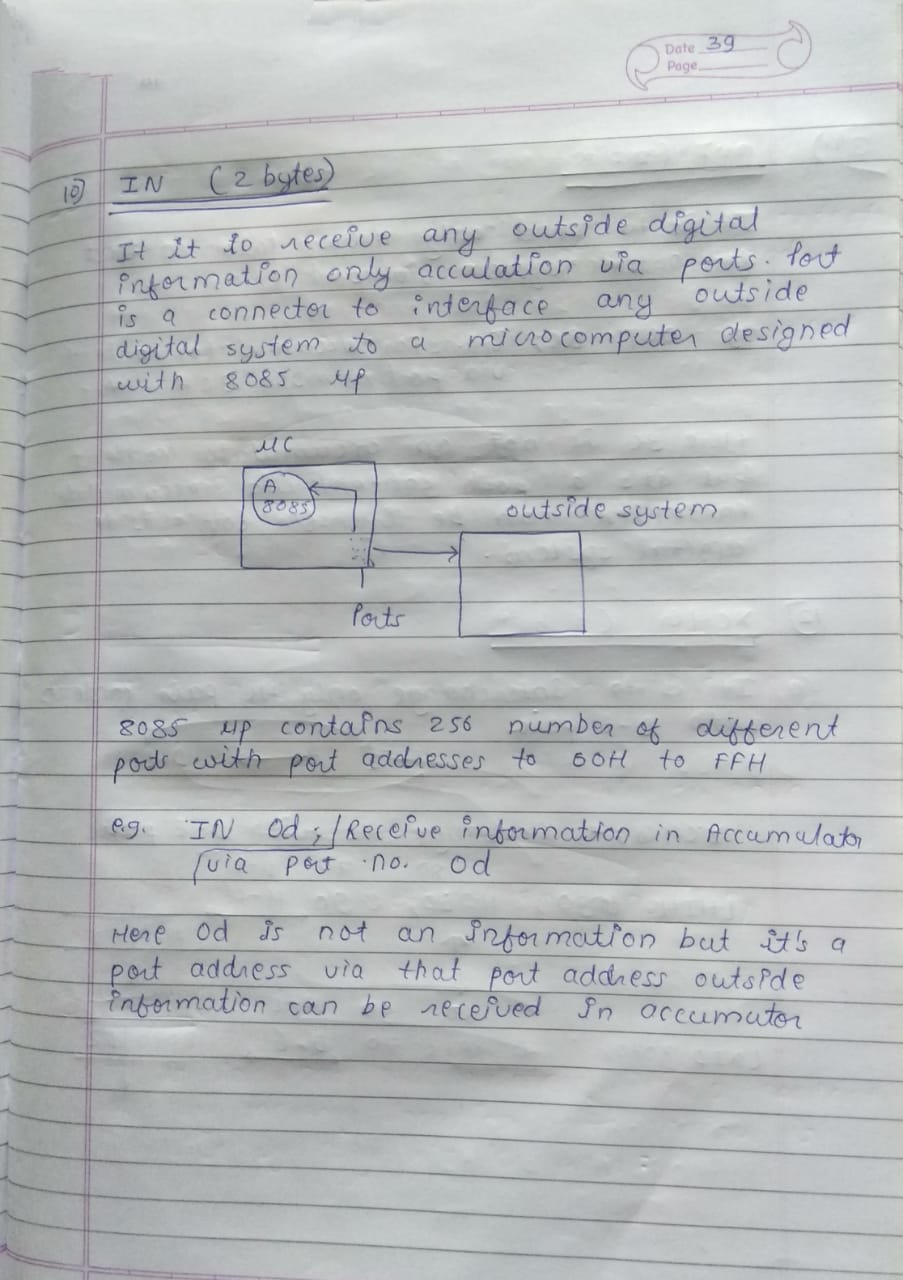 Date 39
Page
10) IN (2 bytes)
It it to receive any outside digital
information only acculation via ports. Port
is a connector to interface any outside
digital system to a microcomputer designed
with 8085 μp
μC
A
8085
outside system
Ports
8085 μp contains 256 number of different
pods with port addresses to 00H to FFH
e.g. IN 0d ; / Receive information in Accumulator
/via port no. 0d
Here 0d is not an information but it's a
port address via that port address outside
information can be received in accumutor